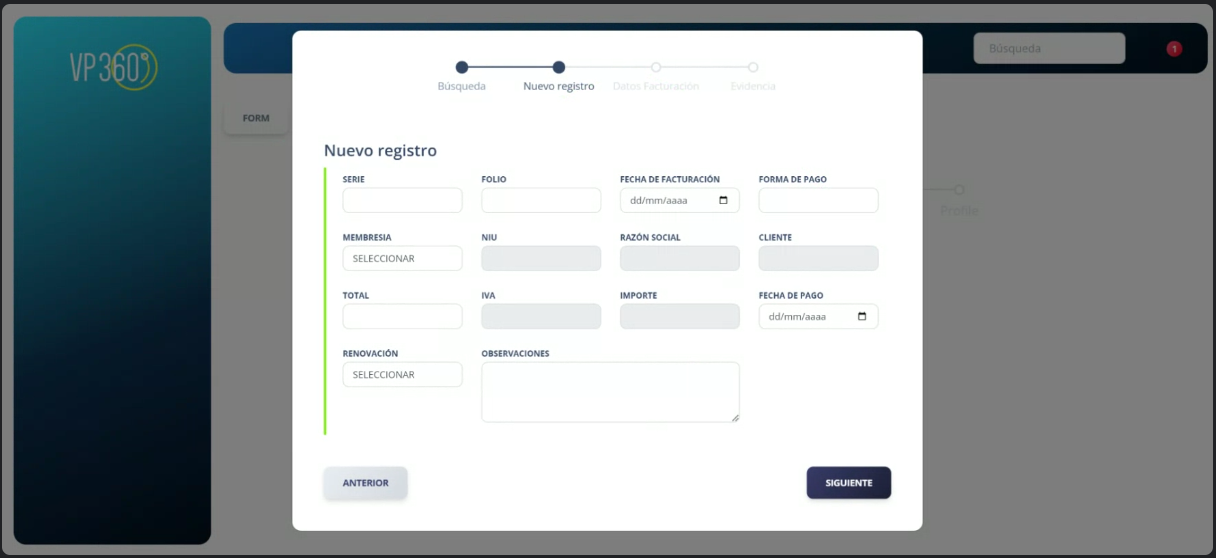 VP360°
Búsqueda
1
FORM
Profile
Búsqueda Nuevo registro Datos Facturación Evidencia
Nuevo registro
SERIE FOLIO FECHA DE FACTURACIÓN FORMA DE PAGO
dd/mm/aaaa
MEMBRESIA NIU RAZÓN SOCIAL CLIENTE
SELECCIONAR
TOTAL IVA IMPORTE FECHA DE PAGO
dd/mm/aaaa
RENOVACIÓN OBSERVACIONES
SELECCIONAR
ANTERIOR SIGUIENTE